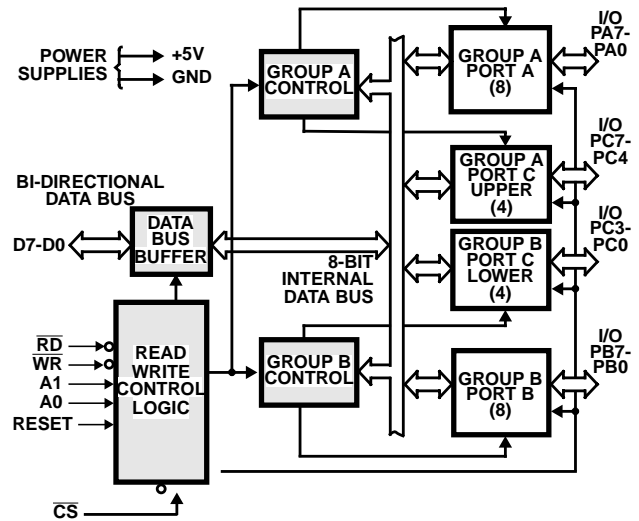 POWER
SUPPLIES
+5V
GND
GROUP A
CONTROL
GROUP A
PORT A
(8)
I/O
PA7-
PA0
GROUP A
PORT C
UPPER
(4)
I/O
PC7-
PC4
BI-DIRECTIONAL
DATA BUS
D7-D0
DATA
BUS
BUFFER
8-BIT
INTERNAL
DATA BUS
GROUP B
PORT C
LOWER
(4)
I/O
PC3-
PC0
RD
WR
A1
A0
RESET
READ
WRITE
CONTROL
LOGIC
GROUP B
CONTROL
GROUP B
PORT B
(8)
I/O
PB7-
PB0
CS